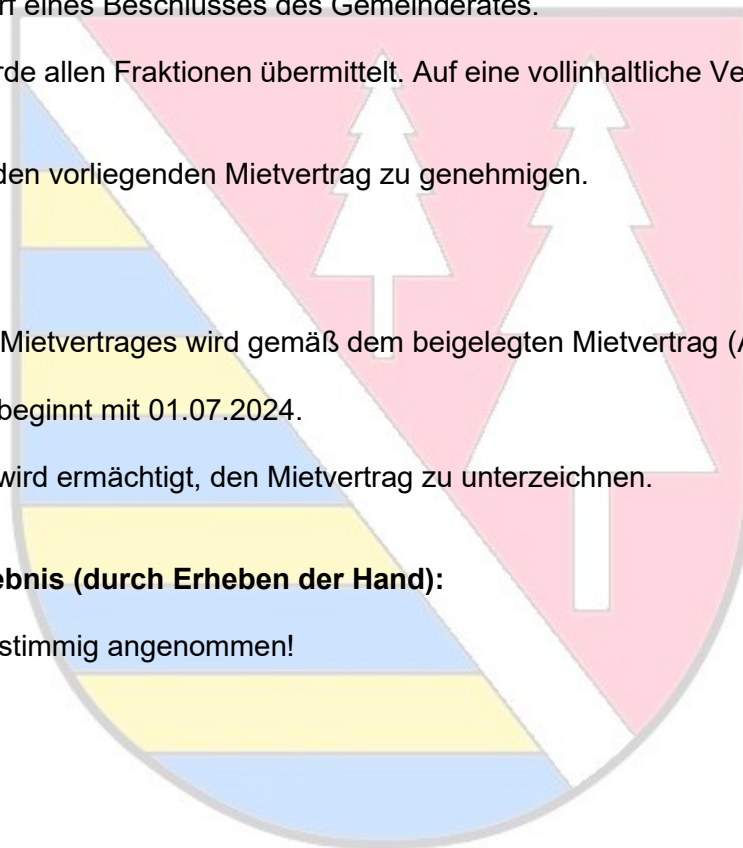 rf eines Beschlusses des Gemeinderates.
rde allen Fraktionen übermittelt. Auf eine vollinhaltliche Ve
den vorliegenden Mietvertrag zu genehmigen.
Mietvertrages wird gemäß dem beigelegten Mietvertrag (A
beginnt mit 01.07.2024.
wird ermächtigt, den Mietvertrag zu unterzeichnen.
ebnis (durch Erheben der Hand):
stimmig angenommen!